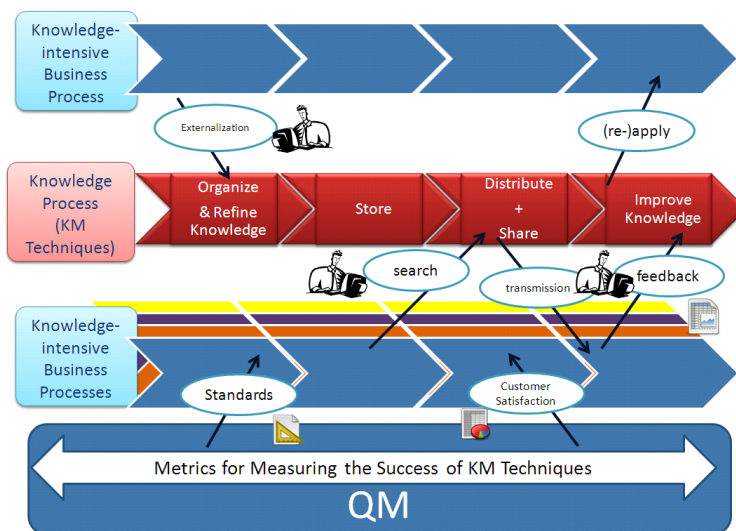 Knowledge-
intensive
Business
Process
Externalization
(re-)apply
Knowledge
Process
(KM
Techniques)
Organize
& Refine
Knowledge
Store
Distribute
+
Share
Improve
Knowledge
search
transmission
feedback
Knowledge-
intensive
Business
Processes
Standards
Customer
Satisfaction
Metrics for Measuring the Success of KM Techniques
QM